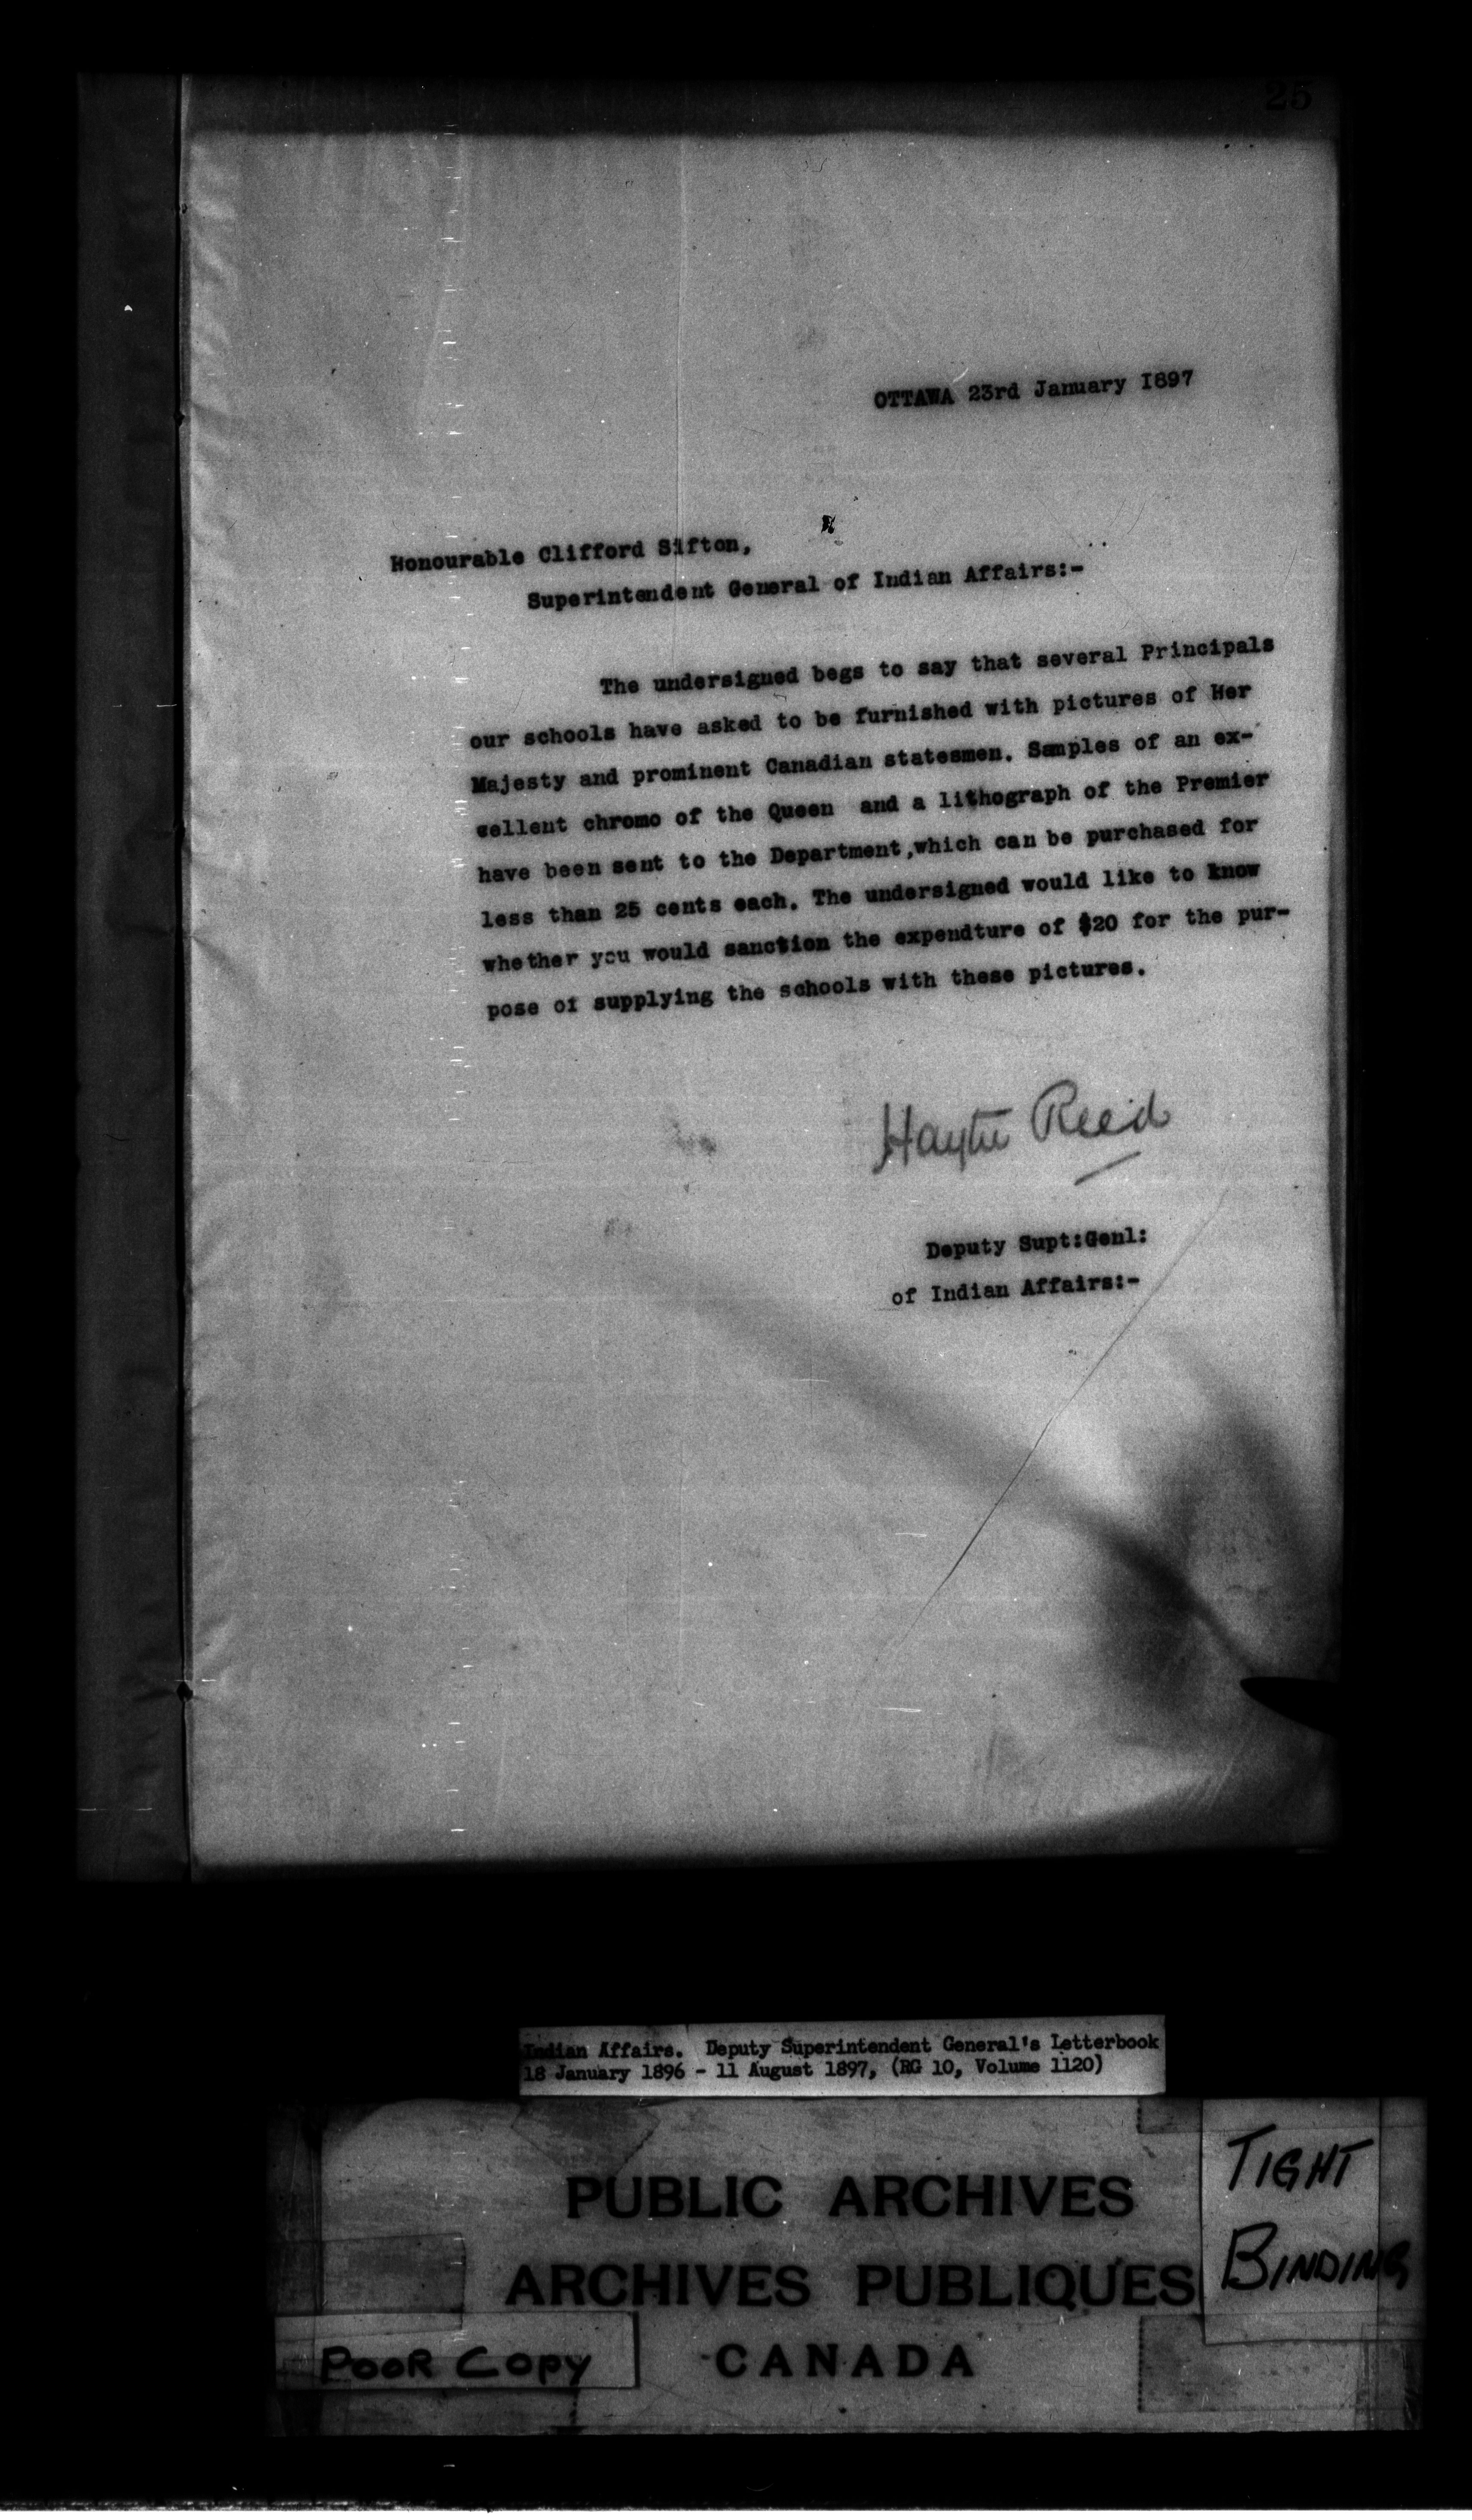 25
OTTAWA 23rd January I897
Honourable Clifford Sifton,
Superintendent General of Indian Affairs:-
The undersigned begs to say that several Principals
our schools have asked to be furnished with pictures of Her
Majesty and prominent Canadian statesmen. Samples of an ex-
cellent chromo of the Queen and a lithograph of the Premier
have been sent to the Department,which can be purchased for
less than 25 cents each. The undersigned would like to know
whether you would sanction the expendture of $20 for the pur-
pose of supplying the schools with these pictures.
Hayter Reed
Deputy Supt:Genl:
of Indian Affairs:-
Indian Affairs. Deputy Superintendent General's Letterbook
18 January 1896 - 11 August 1897, (RG 10, Volume 1120)
PUBLIC ARCHIVES
ARCHIVES PUBLIQUES
CANADA
TIGHT
BINDING
POOR COPY